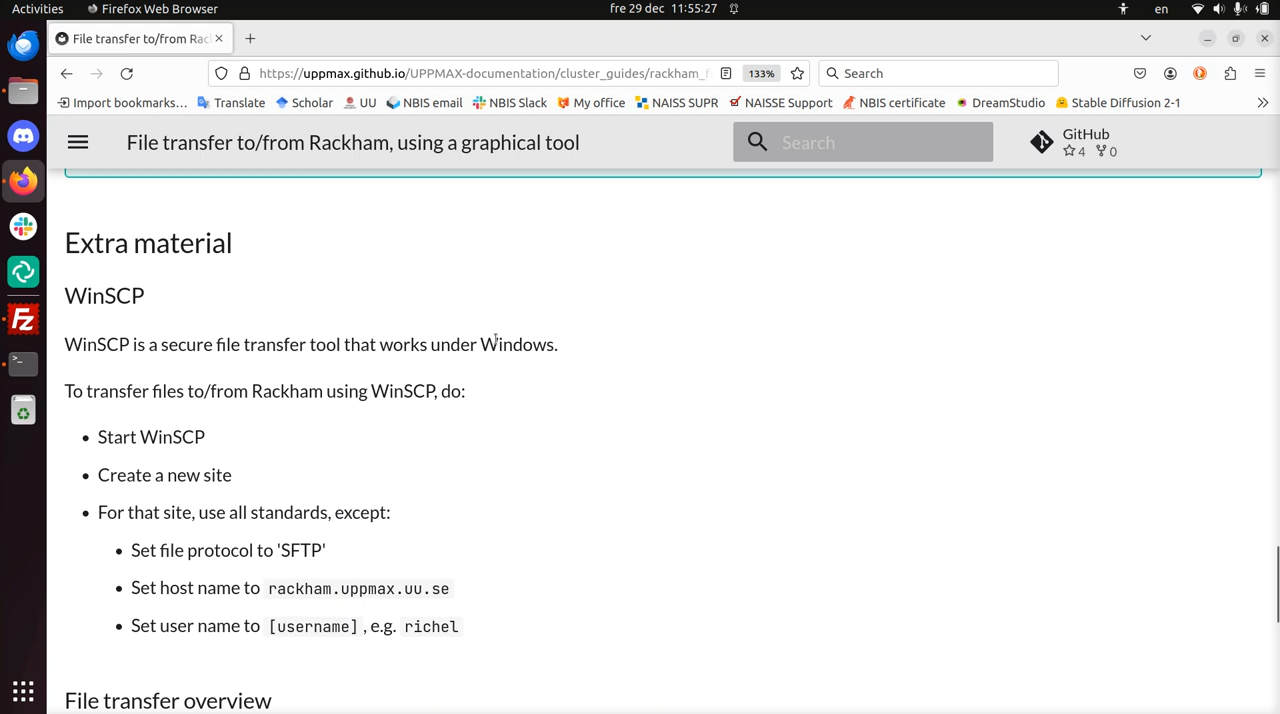 Activities Firefox Web Browser fre 29 dec 11:55:27 en
File transfer to/from Rac
https://uppmax.github.io/UPPMAX-documentation/cluster_guides/rackham_f 133% Search
Import bookmarks... Translate Scholar UU NBIS email NBIS Slack My office NAISS SUPR NAISSE Support NBIS certificate DreamStudio Stable Diffusion 2-1
File transfer to/from Rackham, using a graphical tool Search GitHub
4 0
Extra material
WinSCP
WinSCP is a secure file transfer tool that works under Windows.
To transfer files to/from Rackham using WinSCP, do:
• Start WinSCP
• Create a new site
• For that site, use all standards, except:
• Set file protocol to 'SFTP'
• Set host name to rackham.uppmax.uu.se
• Set user name to [username] , e.g. richel
File transfer overview